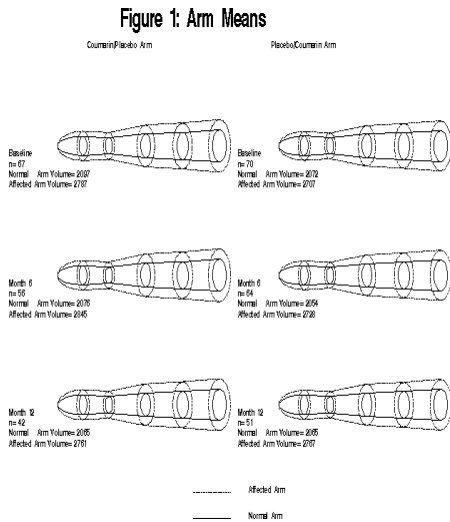 Figure 1: Arm Means
Coumarin/Placebo Arm
Placebo/Coumarin Arm
Baseline
n= 67
Normal Arm Volume= 2097
Affected Arm Volume= 2787
Baseline
n= 70
Normal Arm Volume= 2072
Affected Arm Volume= 2707
Month 6
n= 56
Normal Arm Volume= 2076
Affected Arm Volume= 2845
Month 6
n= 64
Normal Arm Volume= 2054
Affected Arm Volume= 2728
Month 12
n= 42
Normal Arm Volume= 2065
Affected Arm Volume= 2761
Month 12
n= 51
Normal Arm Volume= 2065
Affected Arm Volume= 2767
Affected Arm
Normal Arm